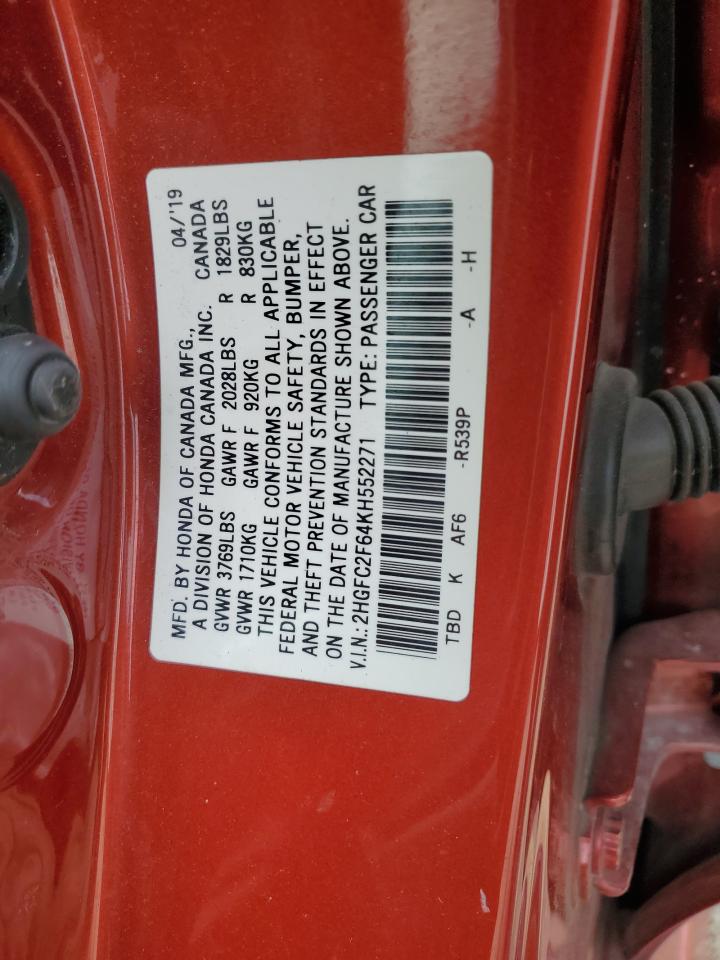 MFD. BY HONDA OF CANADA MFG., 04/'19
A DIVISION OF HONDA CANADA INC. CANADA
GVWR 3769LBS GAWR F 2028LBS R 1829LBS
GVWR 1710KG GAWR F 920KG R 830KG
THIS VEHICLE CONFORMS TO ALL APPLICABLE
FEDERAL MOTOR VEHICLE SAFETY, BUMPER,
AND THEFT PREVENTION STANDARDS IN EFFECT
ON THE DATE OF MANUFACTURE SHOWN ABOVE.
V.I.N.: 2HGFC2F64KH552271 TYPE: PASSENGER CAR
TBD K AF6 -R539P -A -H